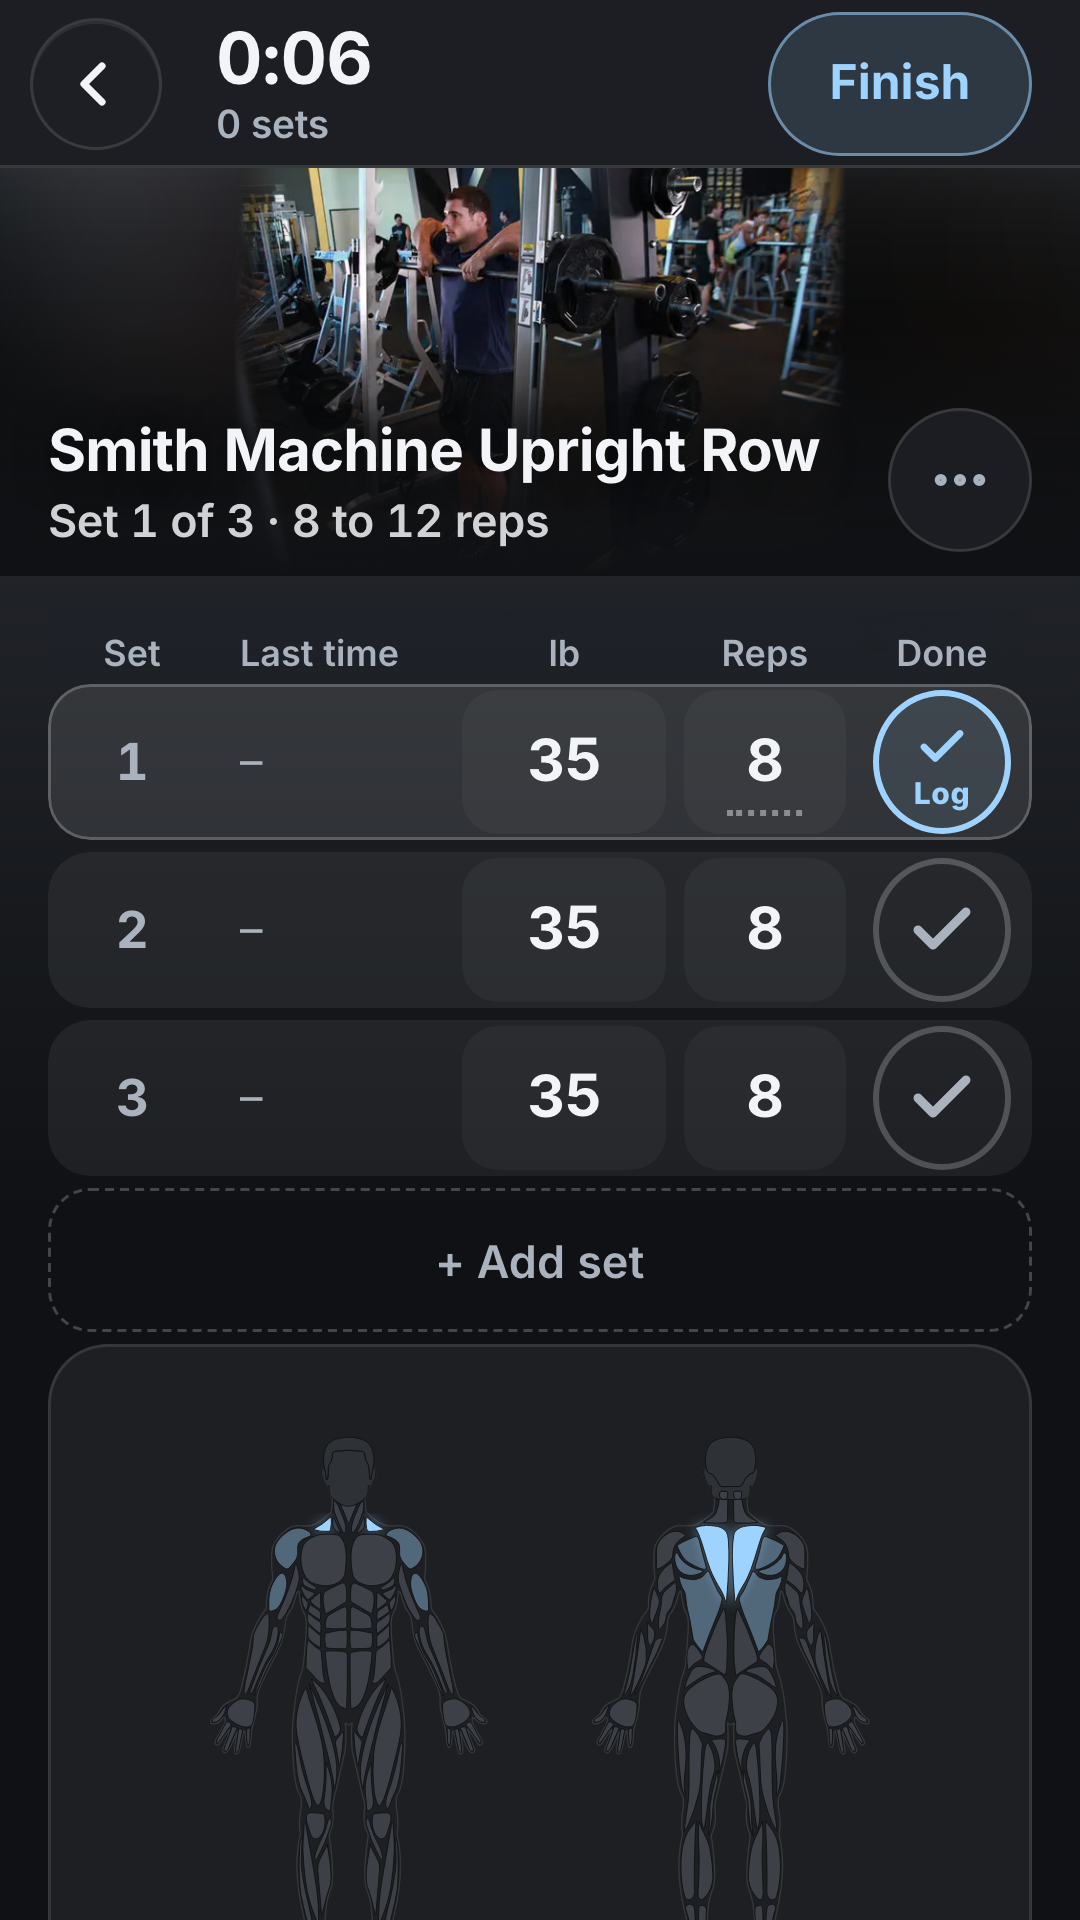 0:06
0 sets
Finish
Smith Machine Upright Row
Set 1 of 3 · 8 to 12 reps
Set Last time lb Reps Done
1 – 35 8 Log
2 – 35 8
3 – 35 8
+ Add set